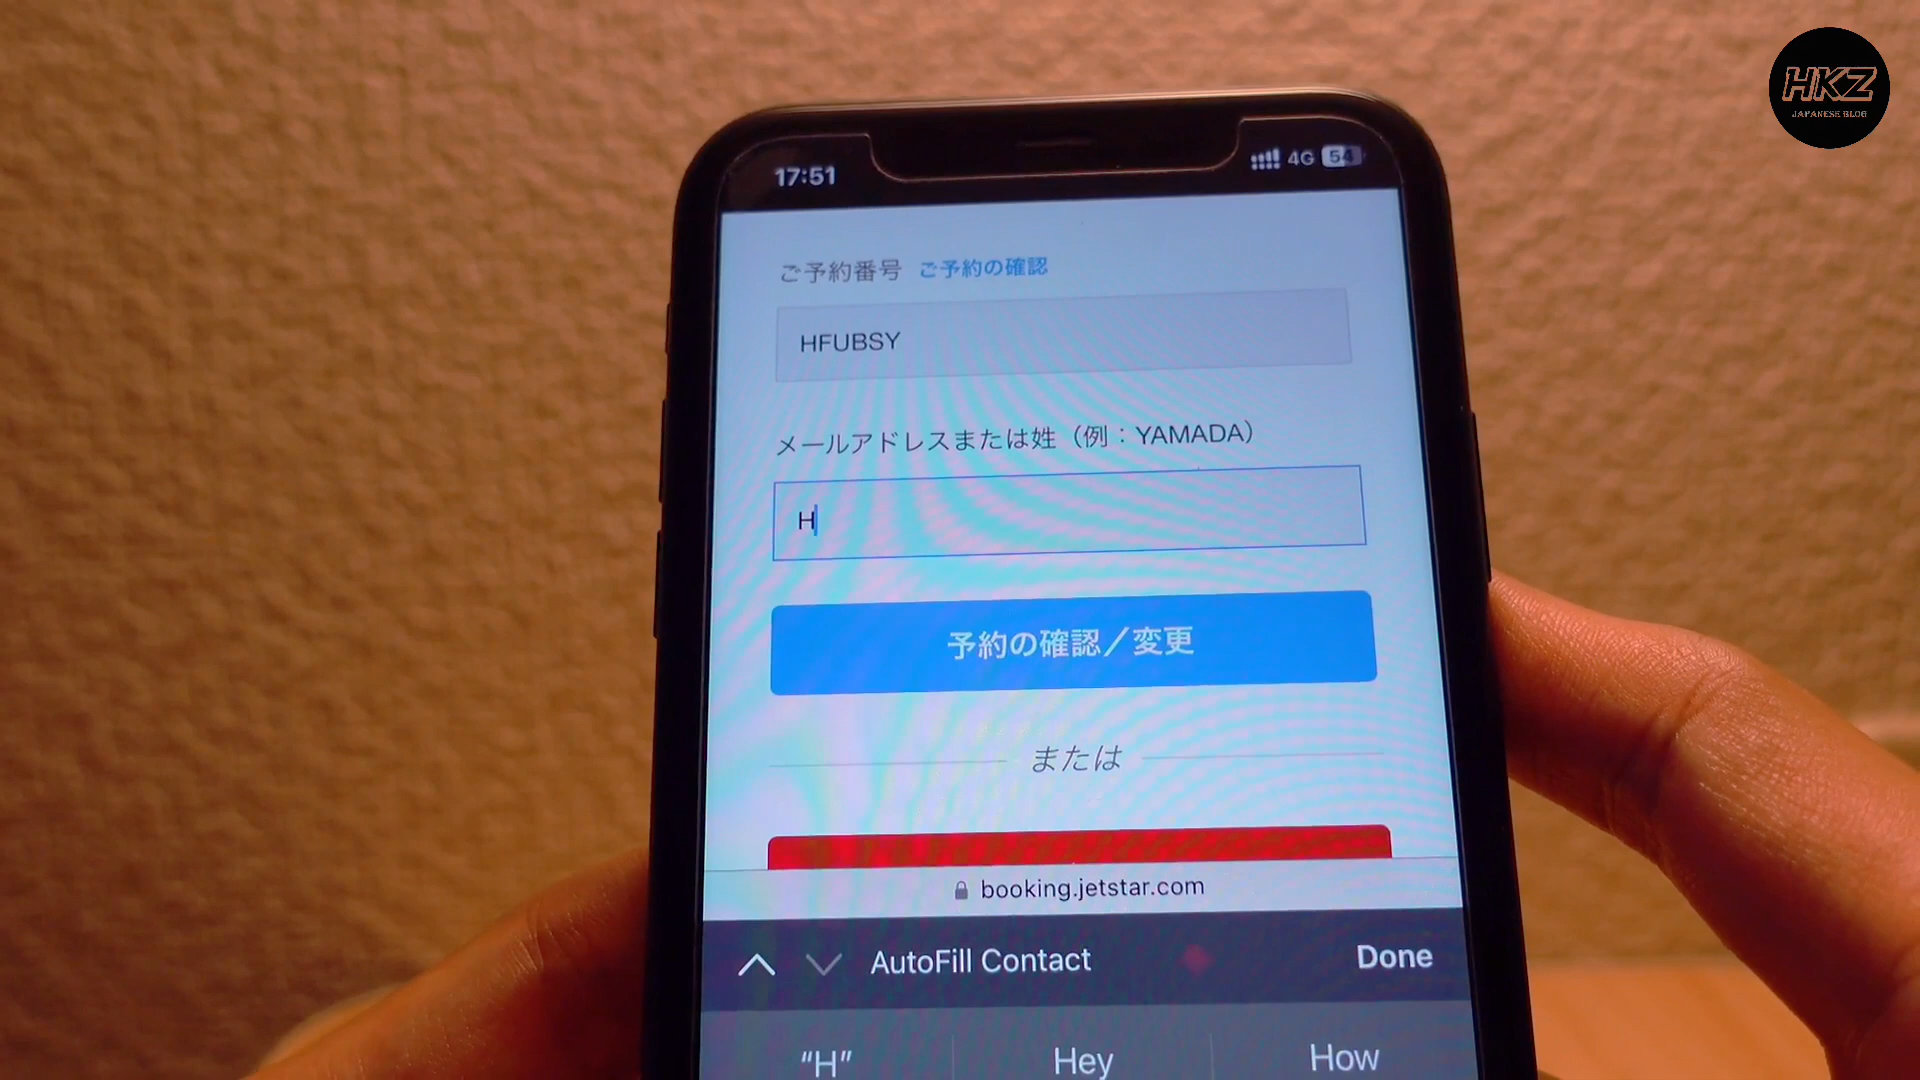 HKZ
JAPANESE BLOG
17:51
4G 54
ご予約番号 ご予約の確認
HFUBSY
メールアドレスまたは姓（例：YAMADA）
H
予約の確認／変更
または
booking.jetstar.com
AutoFill Contact Done
“H” Hey How